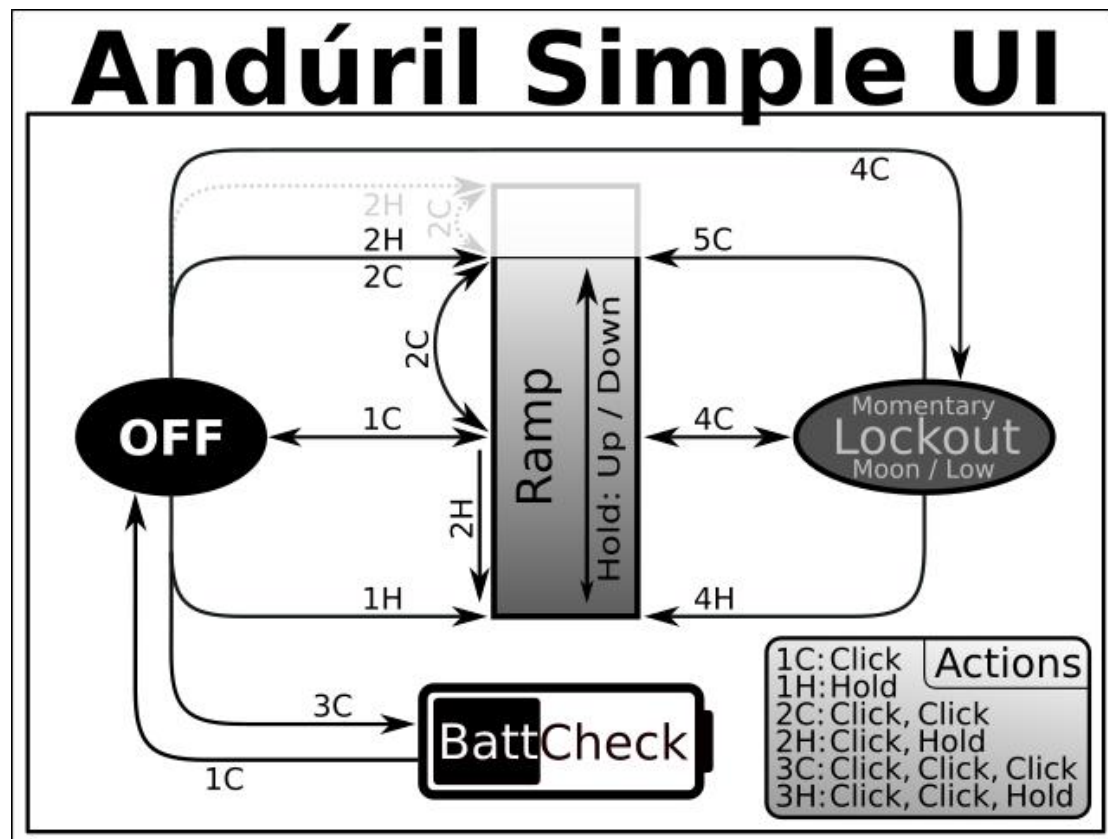 Andúril Simple UI
4C
2H
2C
2H
2C
5C
2C
OFF
1C
Ramp
Hold: Up / Down
4C
Momentary
Lockout
Moon / Low
2H
1H
4H
3C
BattCheck
1C
Actions
1C: Click
1H: Hold
2C: Click, Click
2H: Click, Hold
3C: Click, Click, Click
3H: Click, Click, Hold